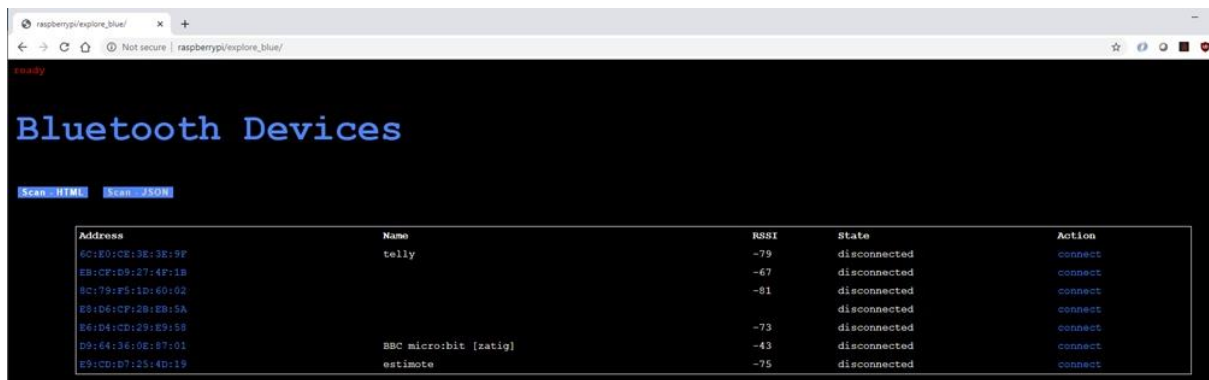 raspberrypi/explore_blue/
Not secure | raspberrypi/explore_blue/
ready
Bluetooth Devices
Scan - HTML Scan - JSON
Address Name RSSI State Action
6C:E0:CE:3E:3E:9F telly -79 disconnected connect
EB:CF:D9:27:4F:1B -67 disconnected connect
8C:79:F5:1D:60:02 -81 disconnected connect
E8:D6:CF:2B:EB:5A disconnected connect
E6:D4:CD:29:E9:58 -73 disconnected connect
D9:64:36:0E:87:01 BBC micro:bit [zatig] -43 disconnected connect
E9:CD:D7:25:4D:19 estimote -75 disconnected connect